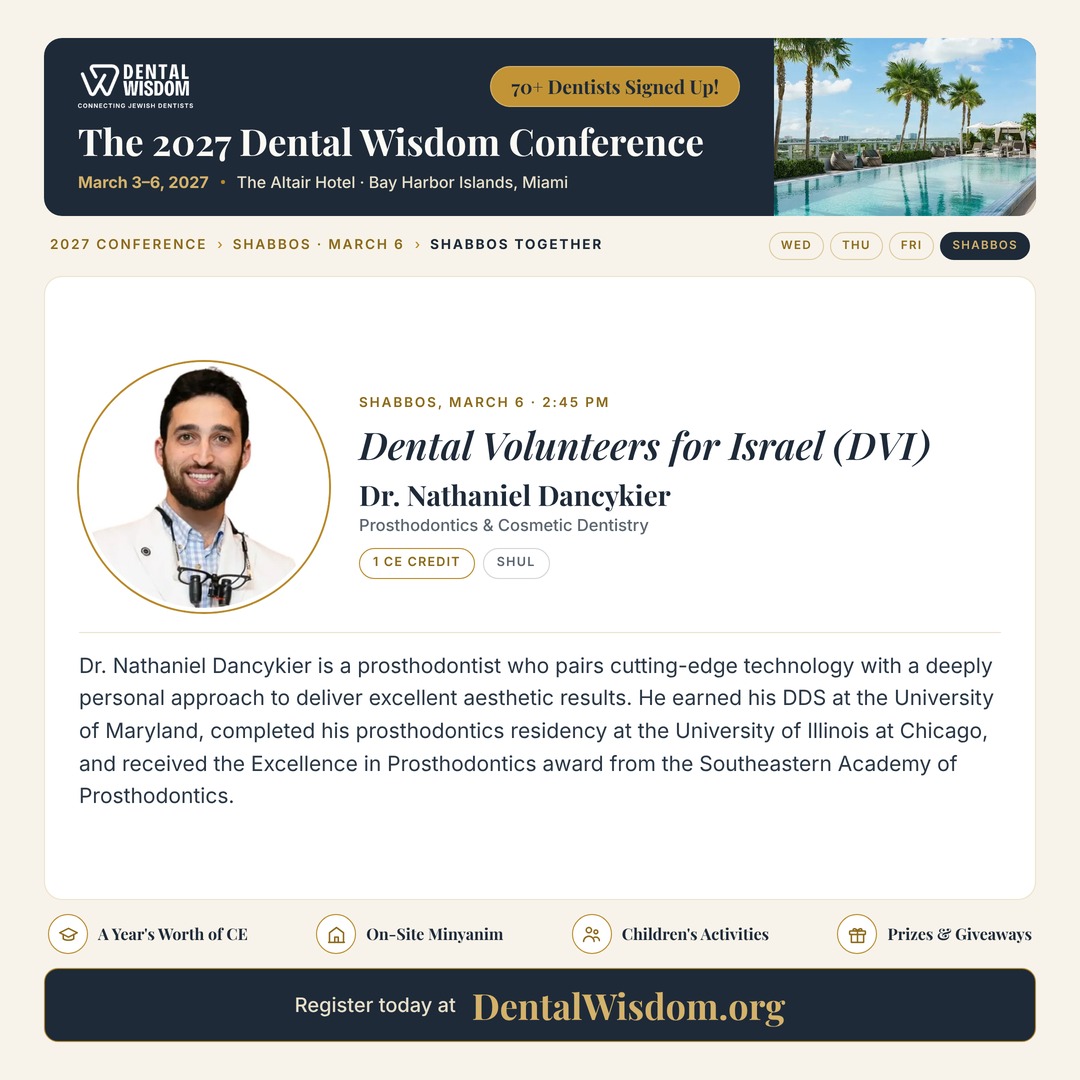 DENTAL
WISDOM
CONNECTING JEWISH DENTISTS
70+ Dentists Signed Up!
The 2027 Dental Wisdom Conference
March 3–6, 2027 • The Altair Hotel · Bay Harbor Islands, Miami
2027 CONFERENCE › SHABBOS · MARCH 6 › SHABBOS TOGETHER
WED THU FRI SHABBOS
SHABBOS, MARCH 6 · 2:45 PM
Dental Volunteers for Israel (DVI)
Dr. Nathaniel Dancykier
Prosthodontics & Cosmetic Dentistry
1 CE CREDIT SHUL
Dr. Nathaniel Dancykier is a prosthodontist who pairs cutting-edge technology with a deeply
personal approach to deliver excellent aesthetic results. He earned his DDS at the University
of Maryland, completed his prosthodontics residency at the University of Illinois at Chicago,
and received the Excellence in Prosthodontics award from the Southeastern Academy of
Prosthodontics.
A Year's Worth of CE On-Site Minyanim Children's Activities Prizes & Giveaways
Register today at DentalWisdom.org